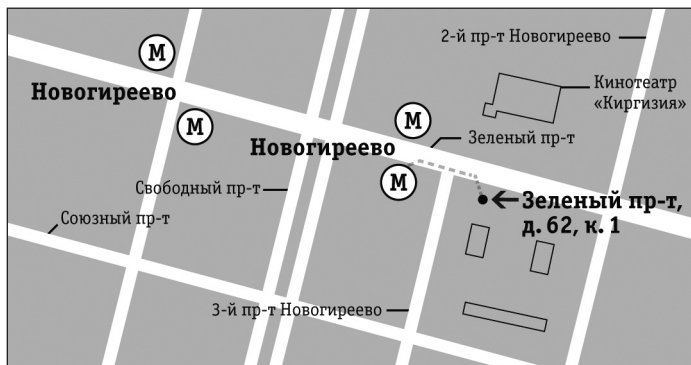 2-й пр-т Новогиреево
М
Новогиреево
М
Кинотеатр
«Киргизия»
М
Новогиреево
Зеленый пр-т
М
Свободный пр-т
Союзный пр-т
Зеленый пр-т,
д. 62, к. 1
3-й пр-т Новогиреево